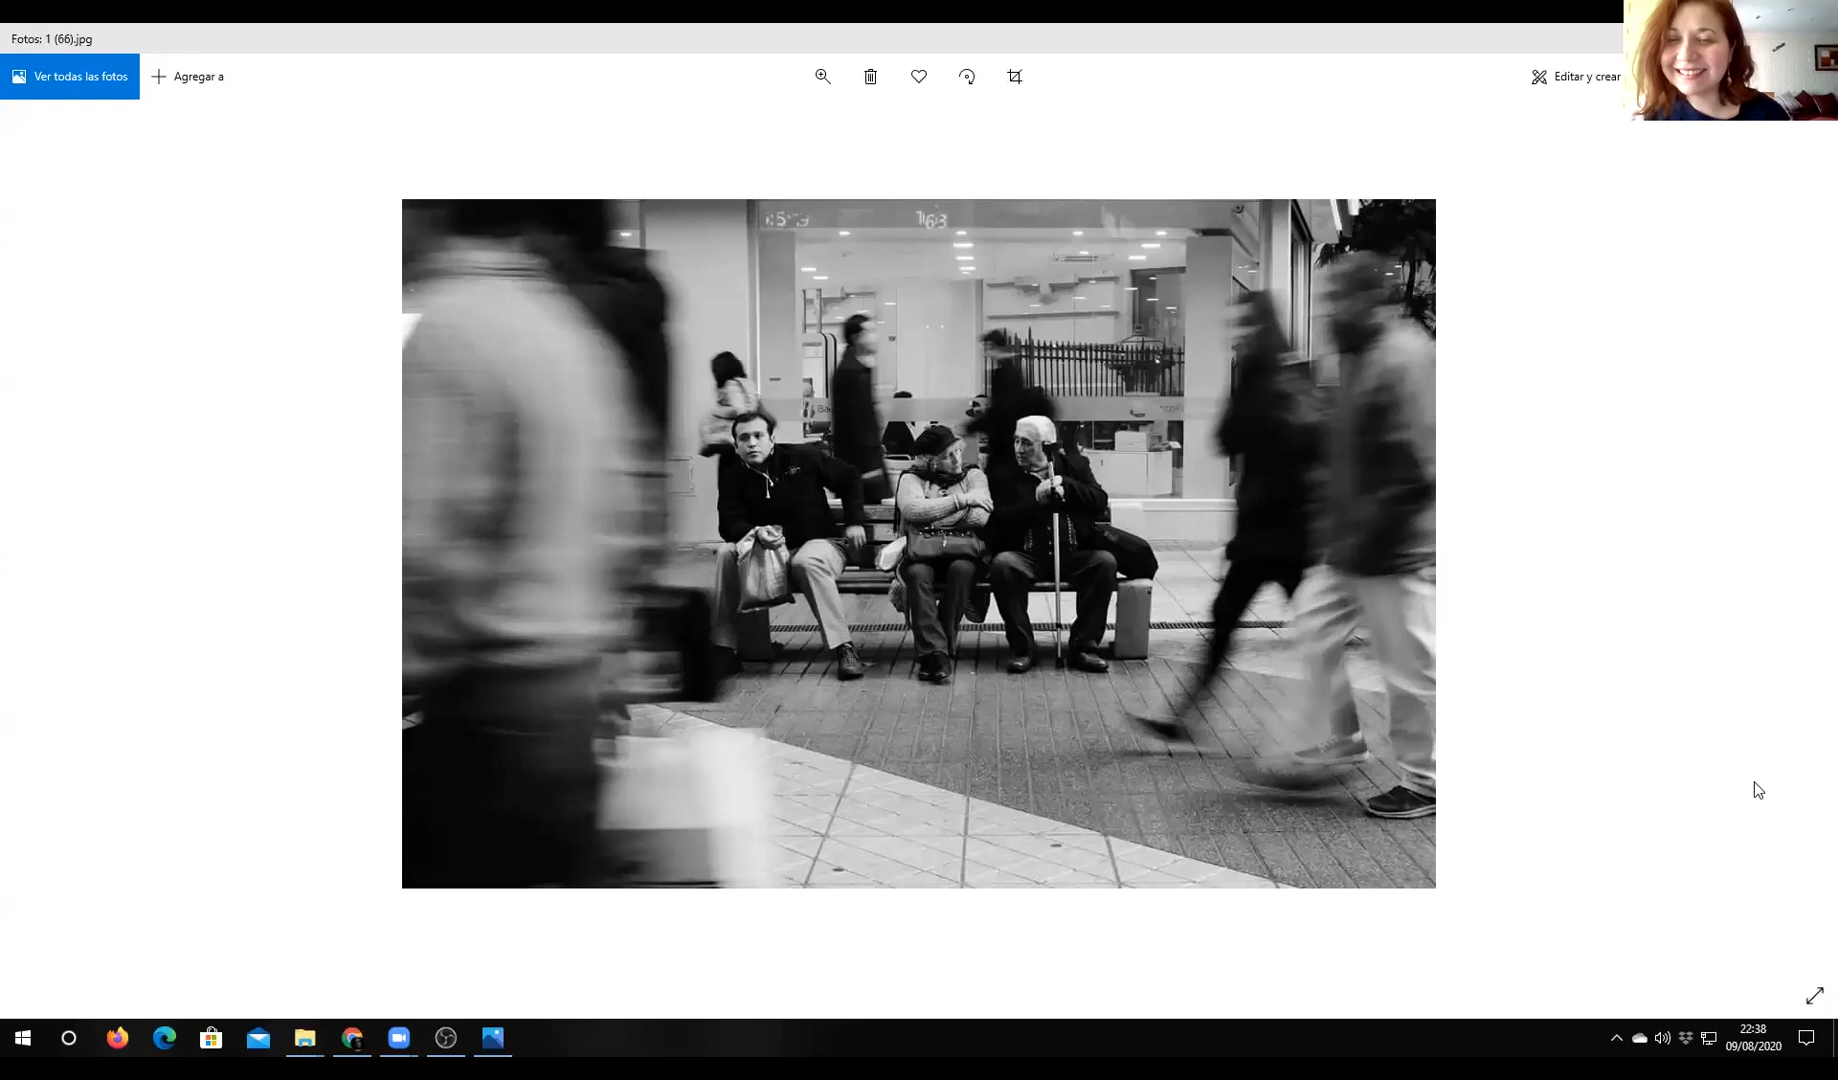 Fotos: 1 (66).jpg
Ver todas las fotos
Agregar a
Editar y crear
22:38
09/08/2020